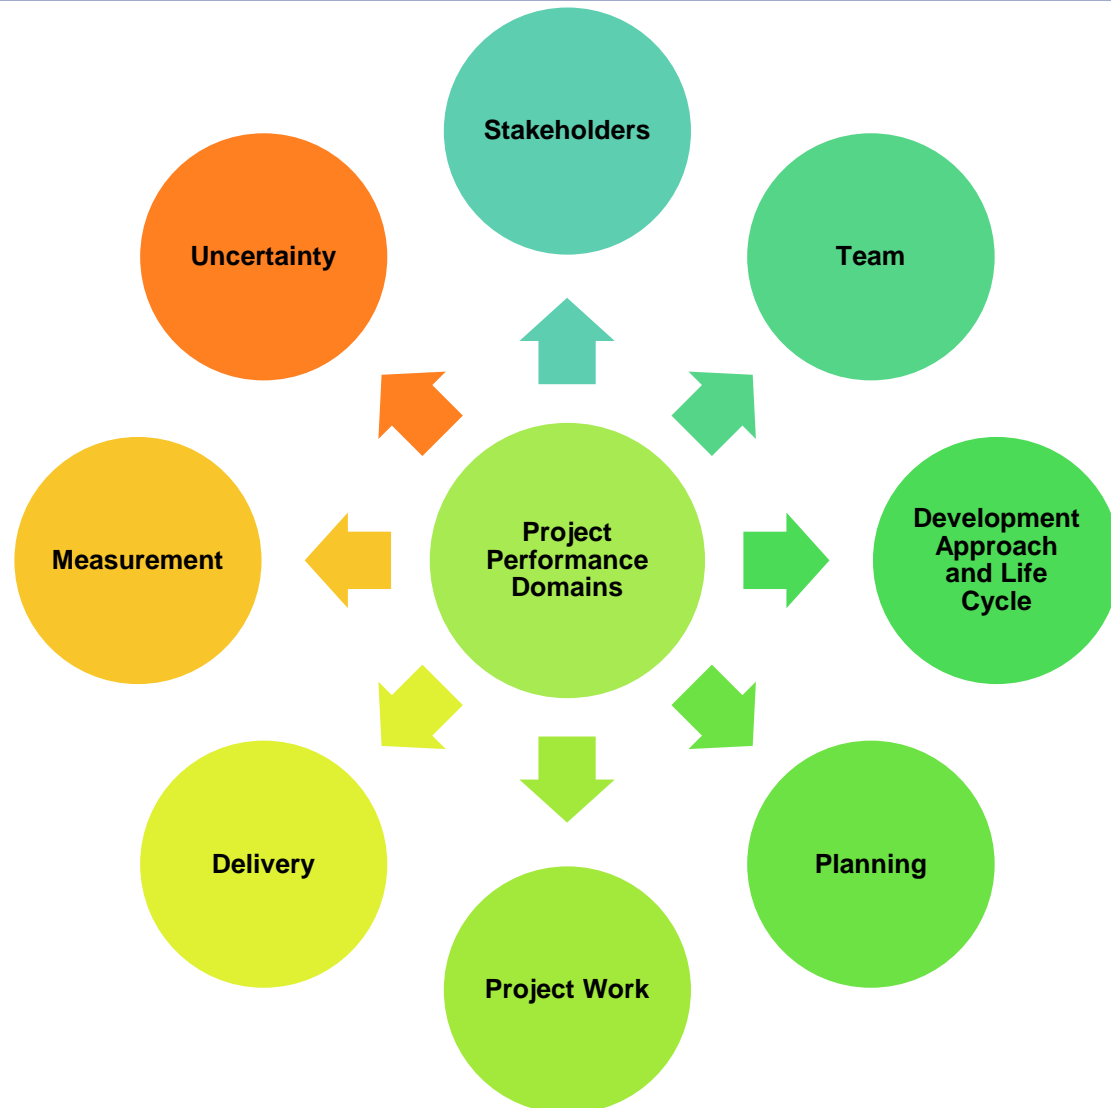 Stakeholders
Uncertainty
Team
Measurement
Project
Performance
Domains
Development
Approach
and Life
Cycle
Delivery
Planning
Project Work